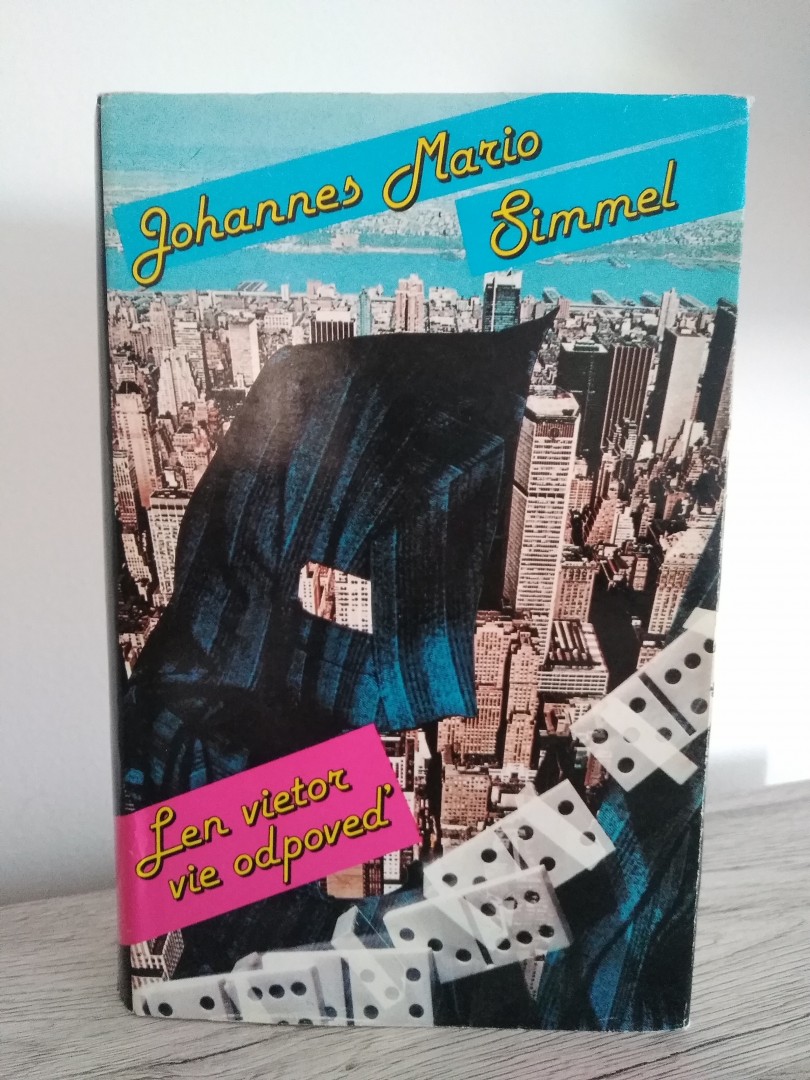 Johannes Mario
Simmel
Len vietor
vie odpoveď